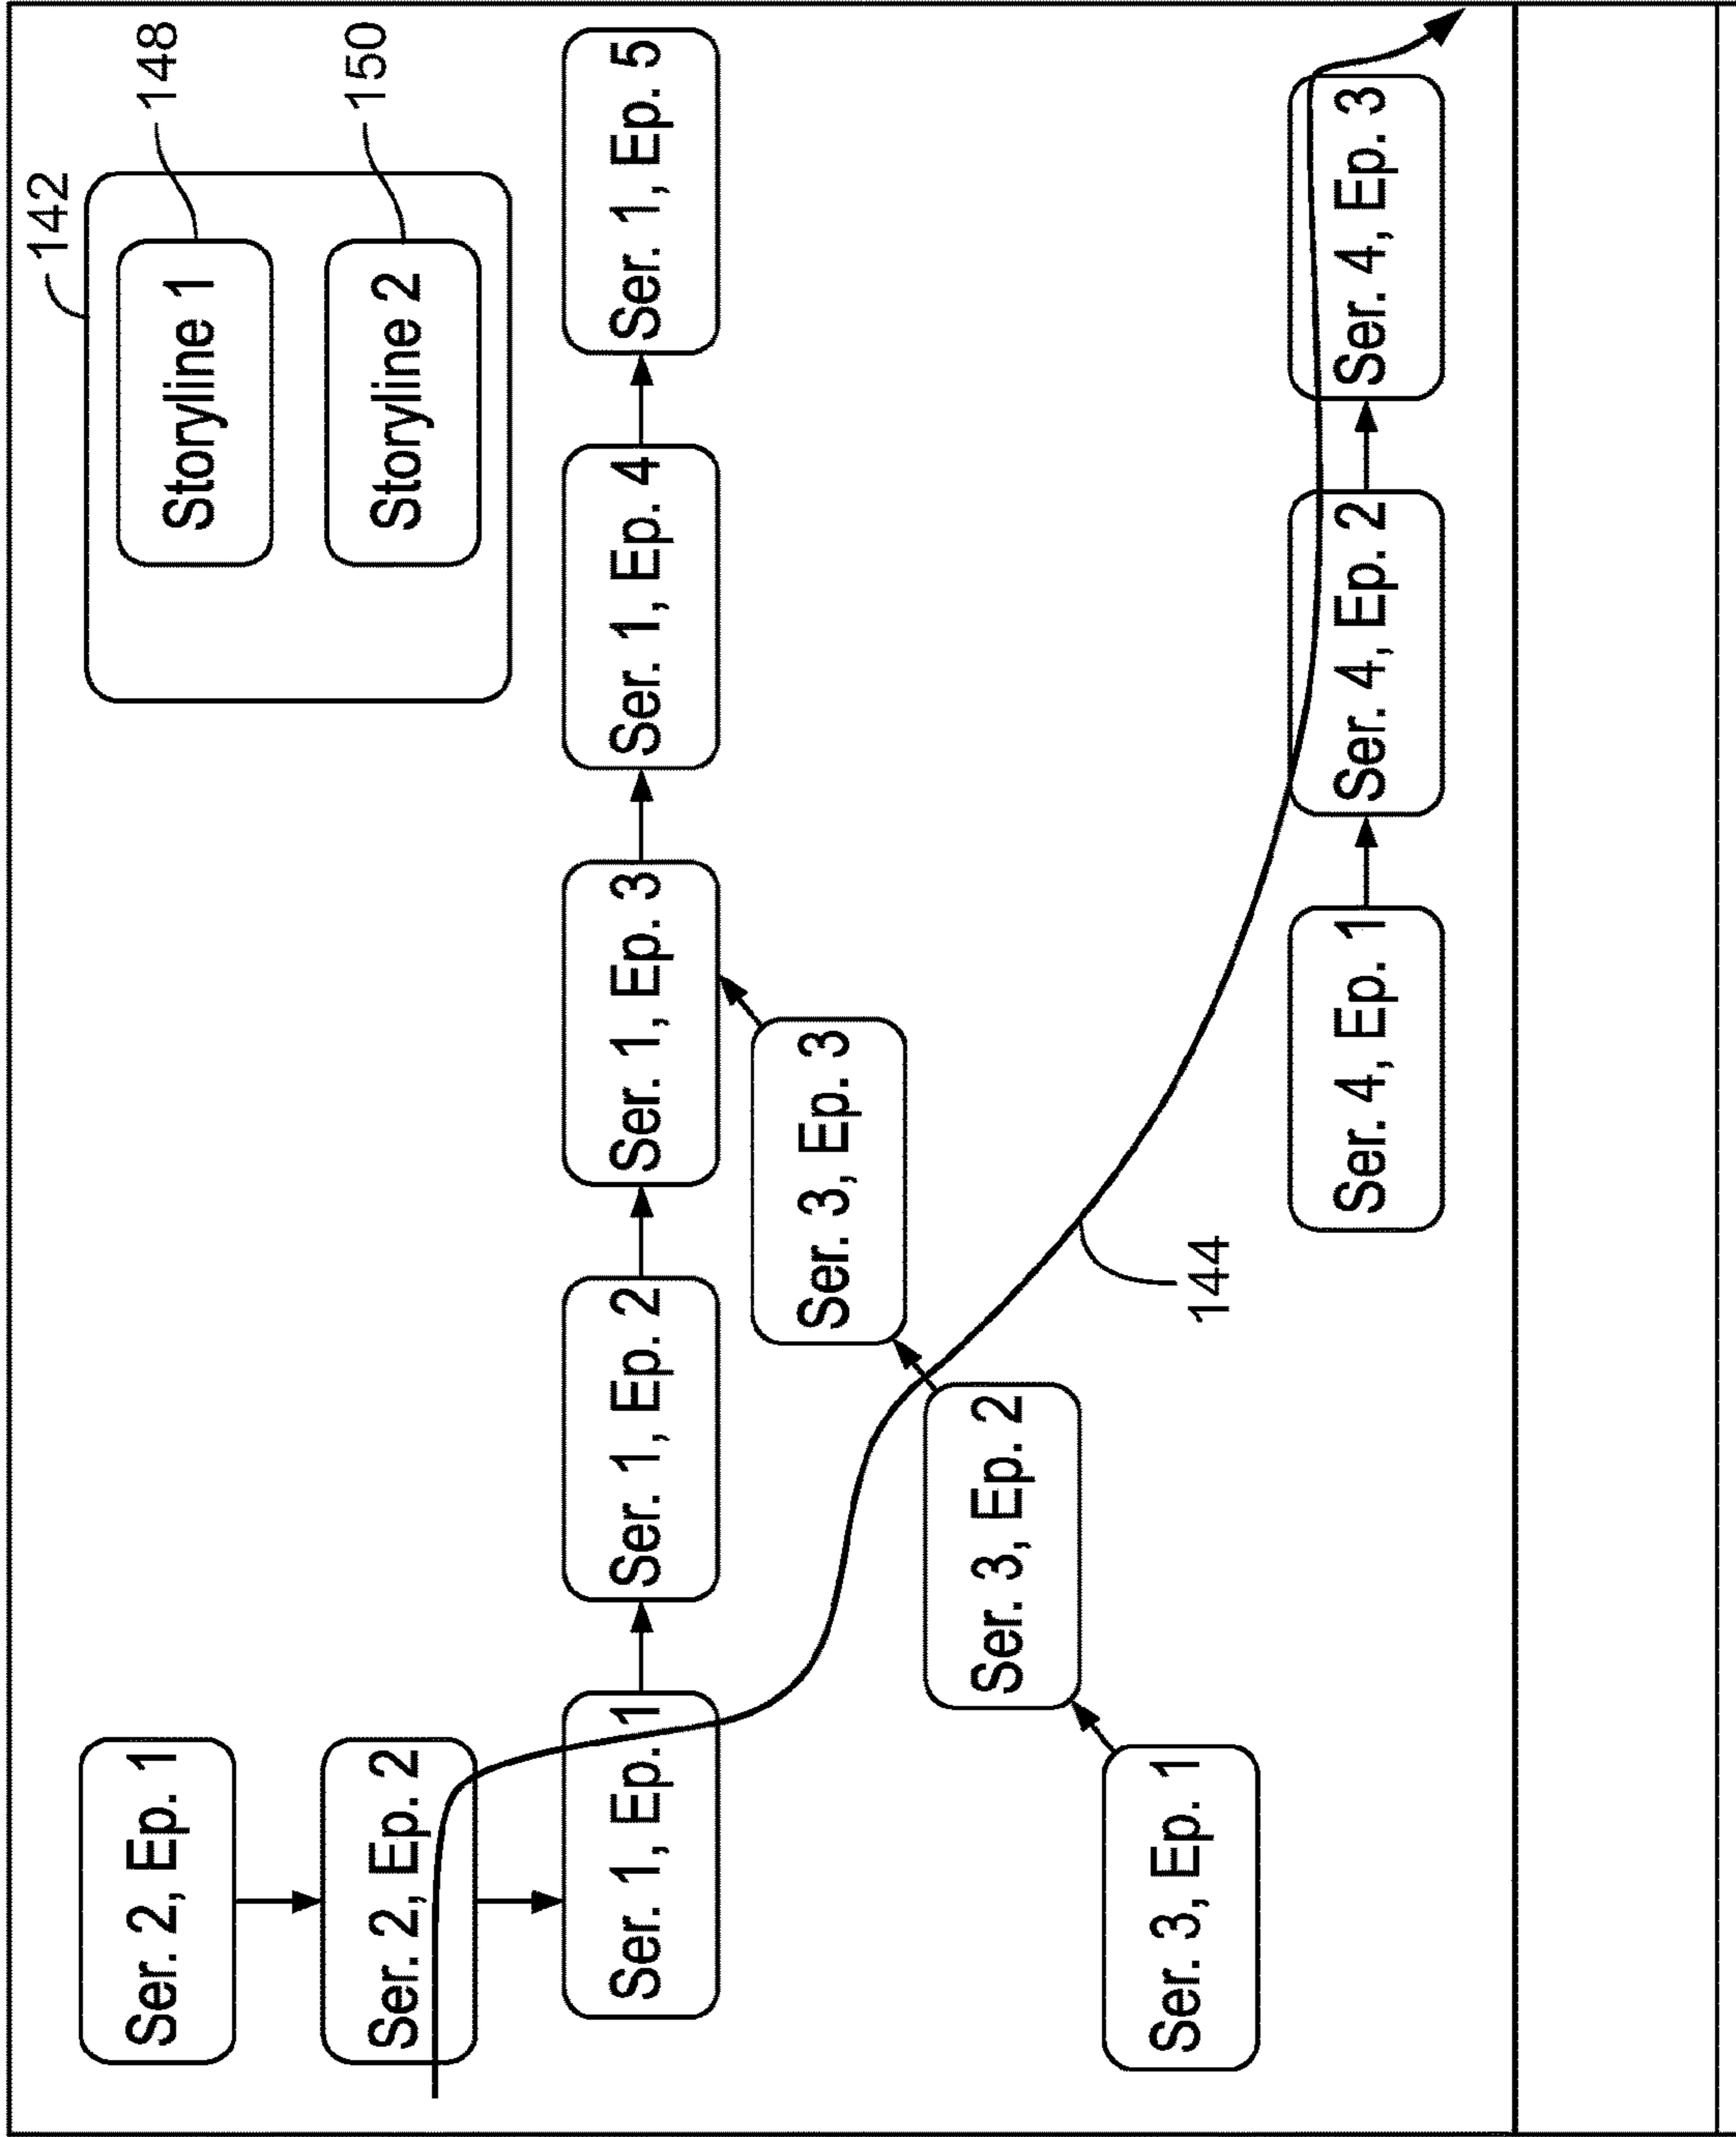 142
Storyline 1
148
Storyline 2
150
Ser. 2, Ep. 1
Ser. 2, Ep. 2
Ser. 1, Ep. 1
Ser. 1, Ep. 2
Ser. 1, Ep. 3
Ser. 1, Ep. 4
Ser. 1, Ep. 5
Ser. 3, Ep. 3
Ser. 3, Ep. 2
Ser. 3, Ep. 1
144
Ser. 4, Ep. 1
Ser. 4, Ep. 2
Ser. 4, Ep. 3